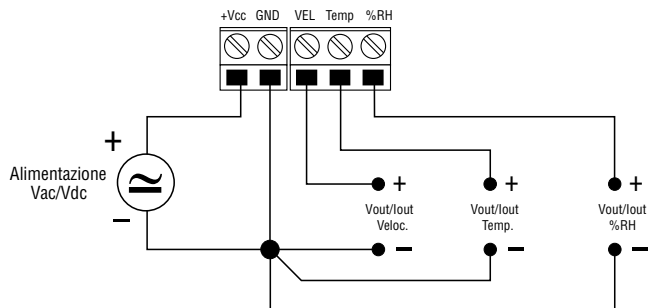 +Vcc GND VEL Temp %RH
+
Alimentazione
Vac/Vdc
−
+
Vout/Iout
Veloc.
−
+
Vout/Iout
Temp.
−
+
Vout/Iout
%RH
−